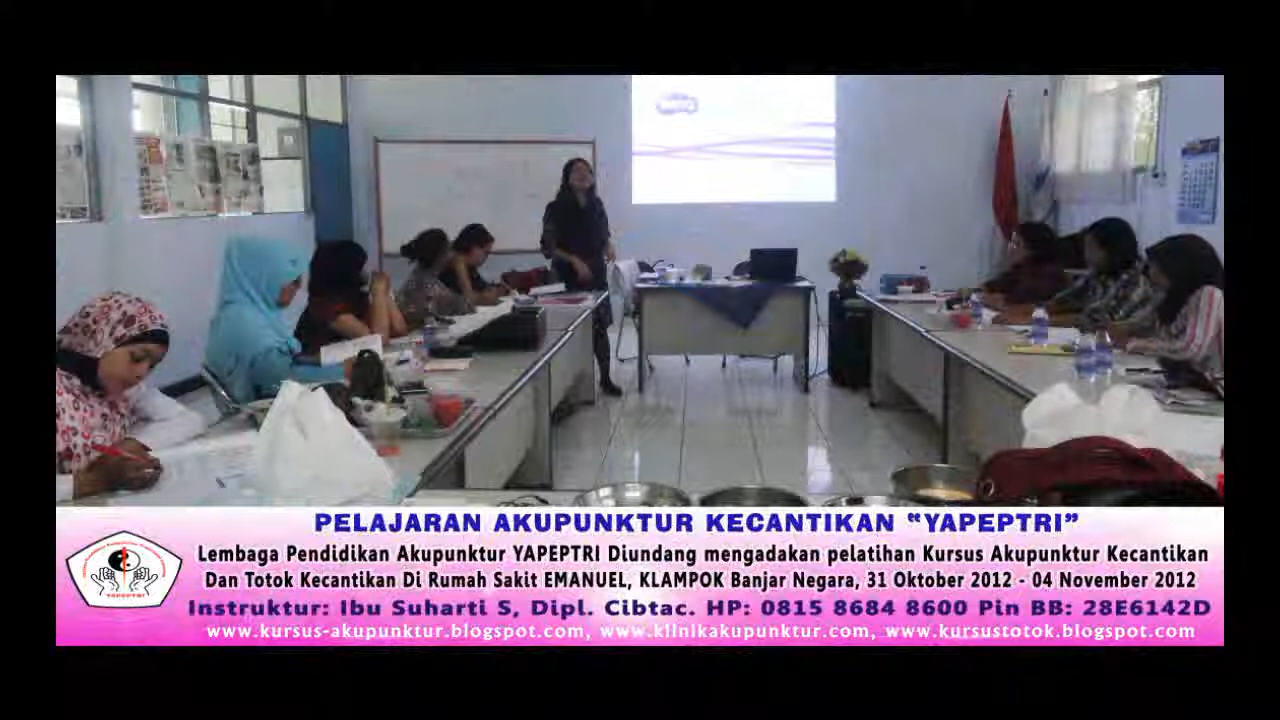 BenQ
PELAJARAN AKUPUNKTUR KECANTIKAN "YAPEPTRI"
Lembaga Pendidikan Akupunktur YAPEPTRI Diundang mengadakan pelatihan Kursus Akupunktur Kecantikan
Dan Totok Kecantikan Di Rumah Sakit EMANUEL, KLAMPOK Banjar Negara, 31 Oktober 2012 - 04 November 2012
Instruktur: Ibu Suharti S, Dipl. Cibtac. HP: 0815 8684 8600 Pin BB: 28E6142D
www.kursus-akupunktur.blogspot.com, www.klinikakupunktur.com, www.kursustotok.blogspot.com
YAPEPTRI